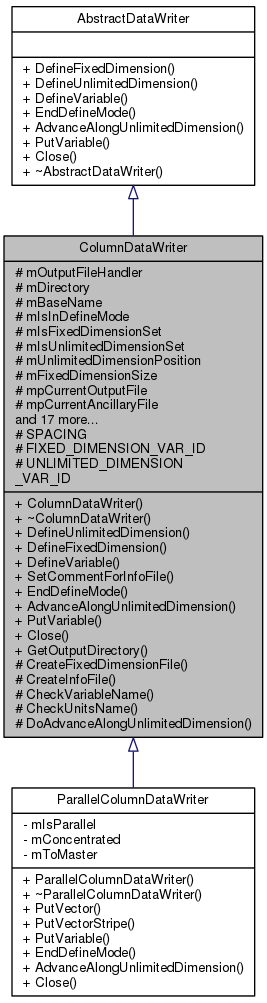 AbstractDataWriter
+ DefineFixedDimension()
+ DefineUnlimitedDimension()
+ DefineVariable()
+ EndDefineMode()
+ AdvanceAlongUnlimitedDimension()
+ PutVariable()
+ Close()
+ ~AbstractDataWriter()
ColumnDataWriter
# mOutputFileHandler
# mDirectory
# mBaseName
# mIsInDefineMode
# mIsFixedDimensionSet
# mIsUnlimitedDimensionSet
# mUnlimitedDimensionPosition
# mFixedDimensionSize
# mpCurrentOutputFile
# mpCurrentAncillaryFile
and 17 more...
# SPACING
# FIXED_DIMENSION_VAR_ID
# UNLIMITED_DIMENSION
_VAR_ID
+ ColumnDataWriter()
+ ~ColumnDataWriter()
+ DefineUnlimitedDimension()
+ DefineFixedDimension()
+ DefineVariable()
+ SetCommentForInfoFile()
+ EndDefineMode()
+ AdvanceAlongUnlimitedDimension()
+ PutVariable()
+ Close()
+ GetOutputDirectory()
# CreateFixedDimensionFile()
# CreateInfoFile()
# CheckVariableName()
# CheckUnitsName()
# DoAdvanceAlongUnlimitedDimension()
ParallelColumnDataWriter
- mIsParallel
- mConcentrated
- mToMaster
+ ParallelColumnDataWriter()
+ ~ParallelColumnDataWriter()
+ PutVector()
+ PutVectorStripe()
+ PutVariable()
+ EndDefineMode()
+ AdvanceAlongUnlimitedDimension()
+ Close()